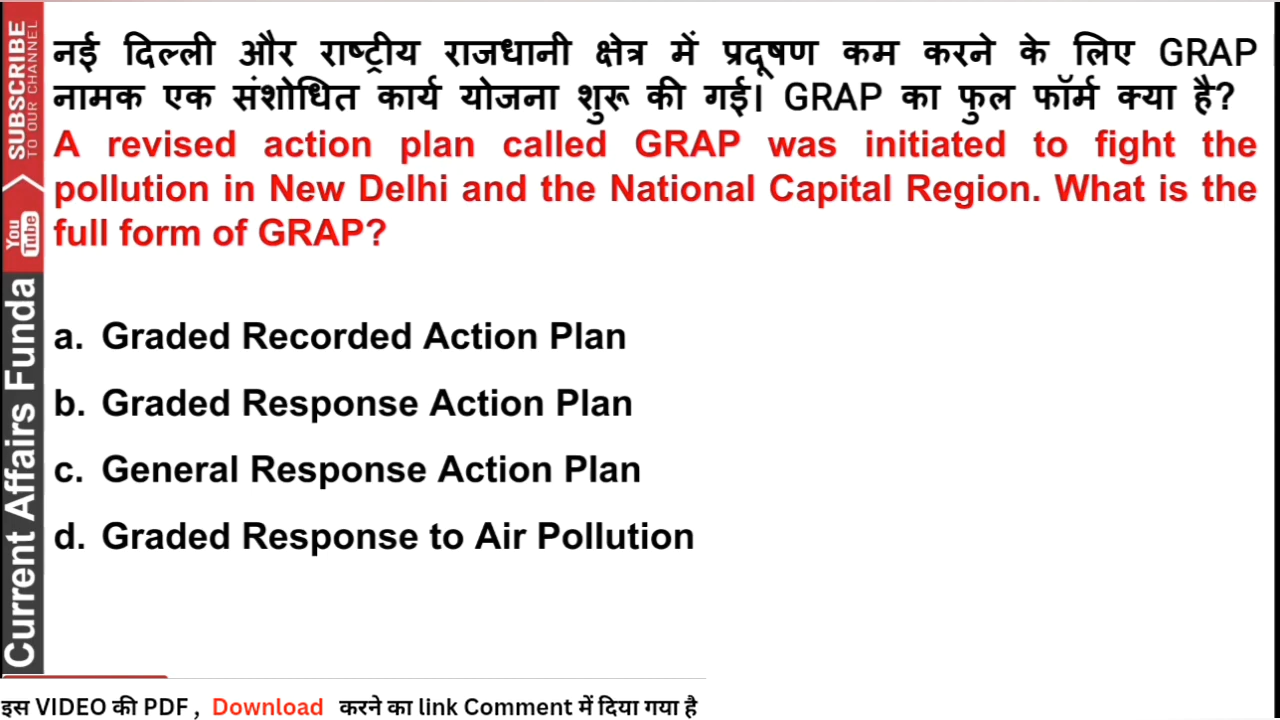 नई दिल्ली और राष्ट्रीय राजधानी क्षेत्र में प्रदूषण कम करने के लिए GRAP
नामक एक संशोधित कार्य योजना शुरू की गई। GRAP का फुल फॉर्म क्या है?
A revised action plan called GRAP was initiated to fight the
pollution in New Delhi and the National Capital Region. What is the
full form of GRAP?
a. Graded Recorded Action Plan
b. Graded Response Action Plan
c. General Response Action Plan
d. Graded Response to Air Pollution
SUBSCRIBE
TO OUR CHANNEL
You
Tube
Current Affairs Funda
इस VIDEO की PDF , Download करने का link Comment में दिया गया है